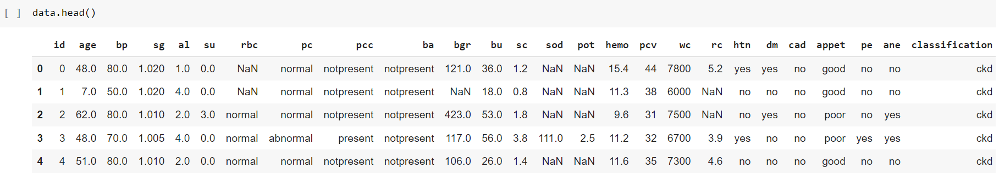 [ ] data.head()
id age bp sg al su rbc pc pcc ba bgr bu sc sod pot hemo pcv wc rc htn dm cad appet pe ane classification
0 0 48.0 80.0 1.020 1.0 0.0 NaN normal notpresent notpresent 121.0 36.0 1.2 NaN NaN 15.4 44 7800 5.2 yes yes no good no no ckd
1 1 7.0 50.0 1.020 4.0 0.0 NaN normal notpresent notpresent NaN 18.0 0.8 NaN NaN 11.3 38 6000 NaN no no no good no no ckd
2 2 62.0 80.0 1.010 2.0 3.0 normal normal notpresent notpresent 423.0 53.0 1.8 NaN NaN 9.6 31 7500 NaN no yes no poor no yes ckd
3 3 48.0 70.0 1.005 4.0 0.0 normal abnormal present notpresent 117.0 56.0 3.8 111.0 2.5 11.2 32 6700 3.9 yes no no poor yes yes ckd
4 4 51.0 80.0 1.010 2.0 0.0 normal normal notpresent notpresent 106.0 26.0 1.4 NaN NaN 11.6 35 7300 4.6 no no no good no no ckd